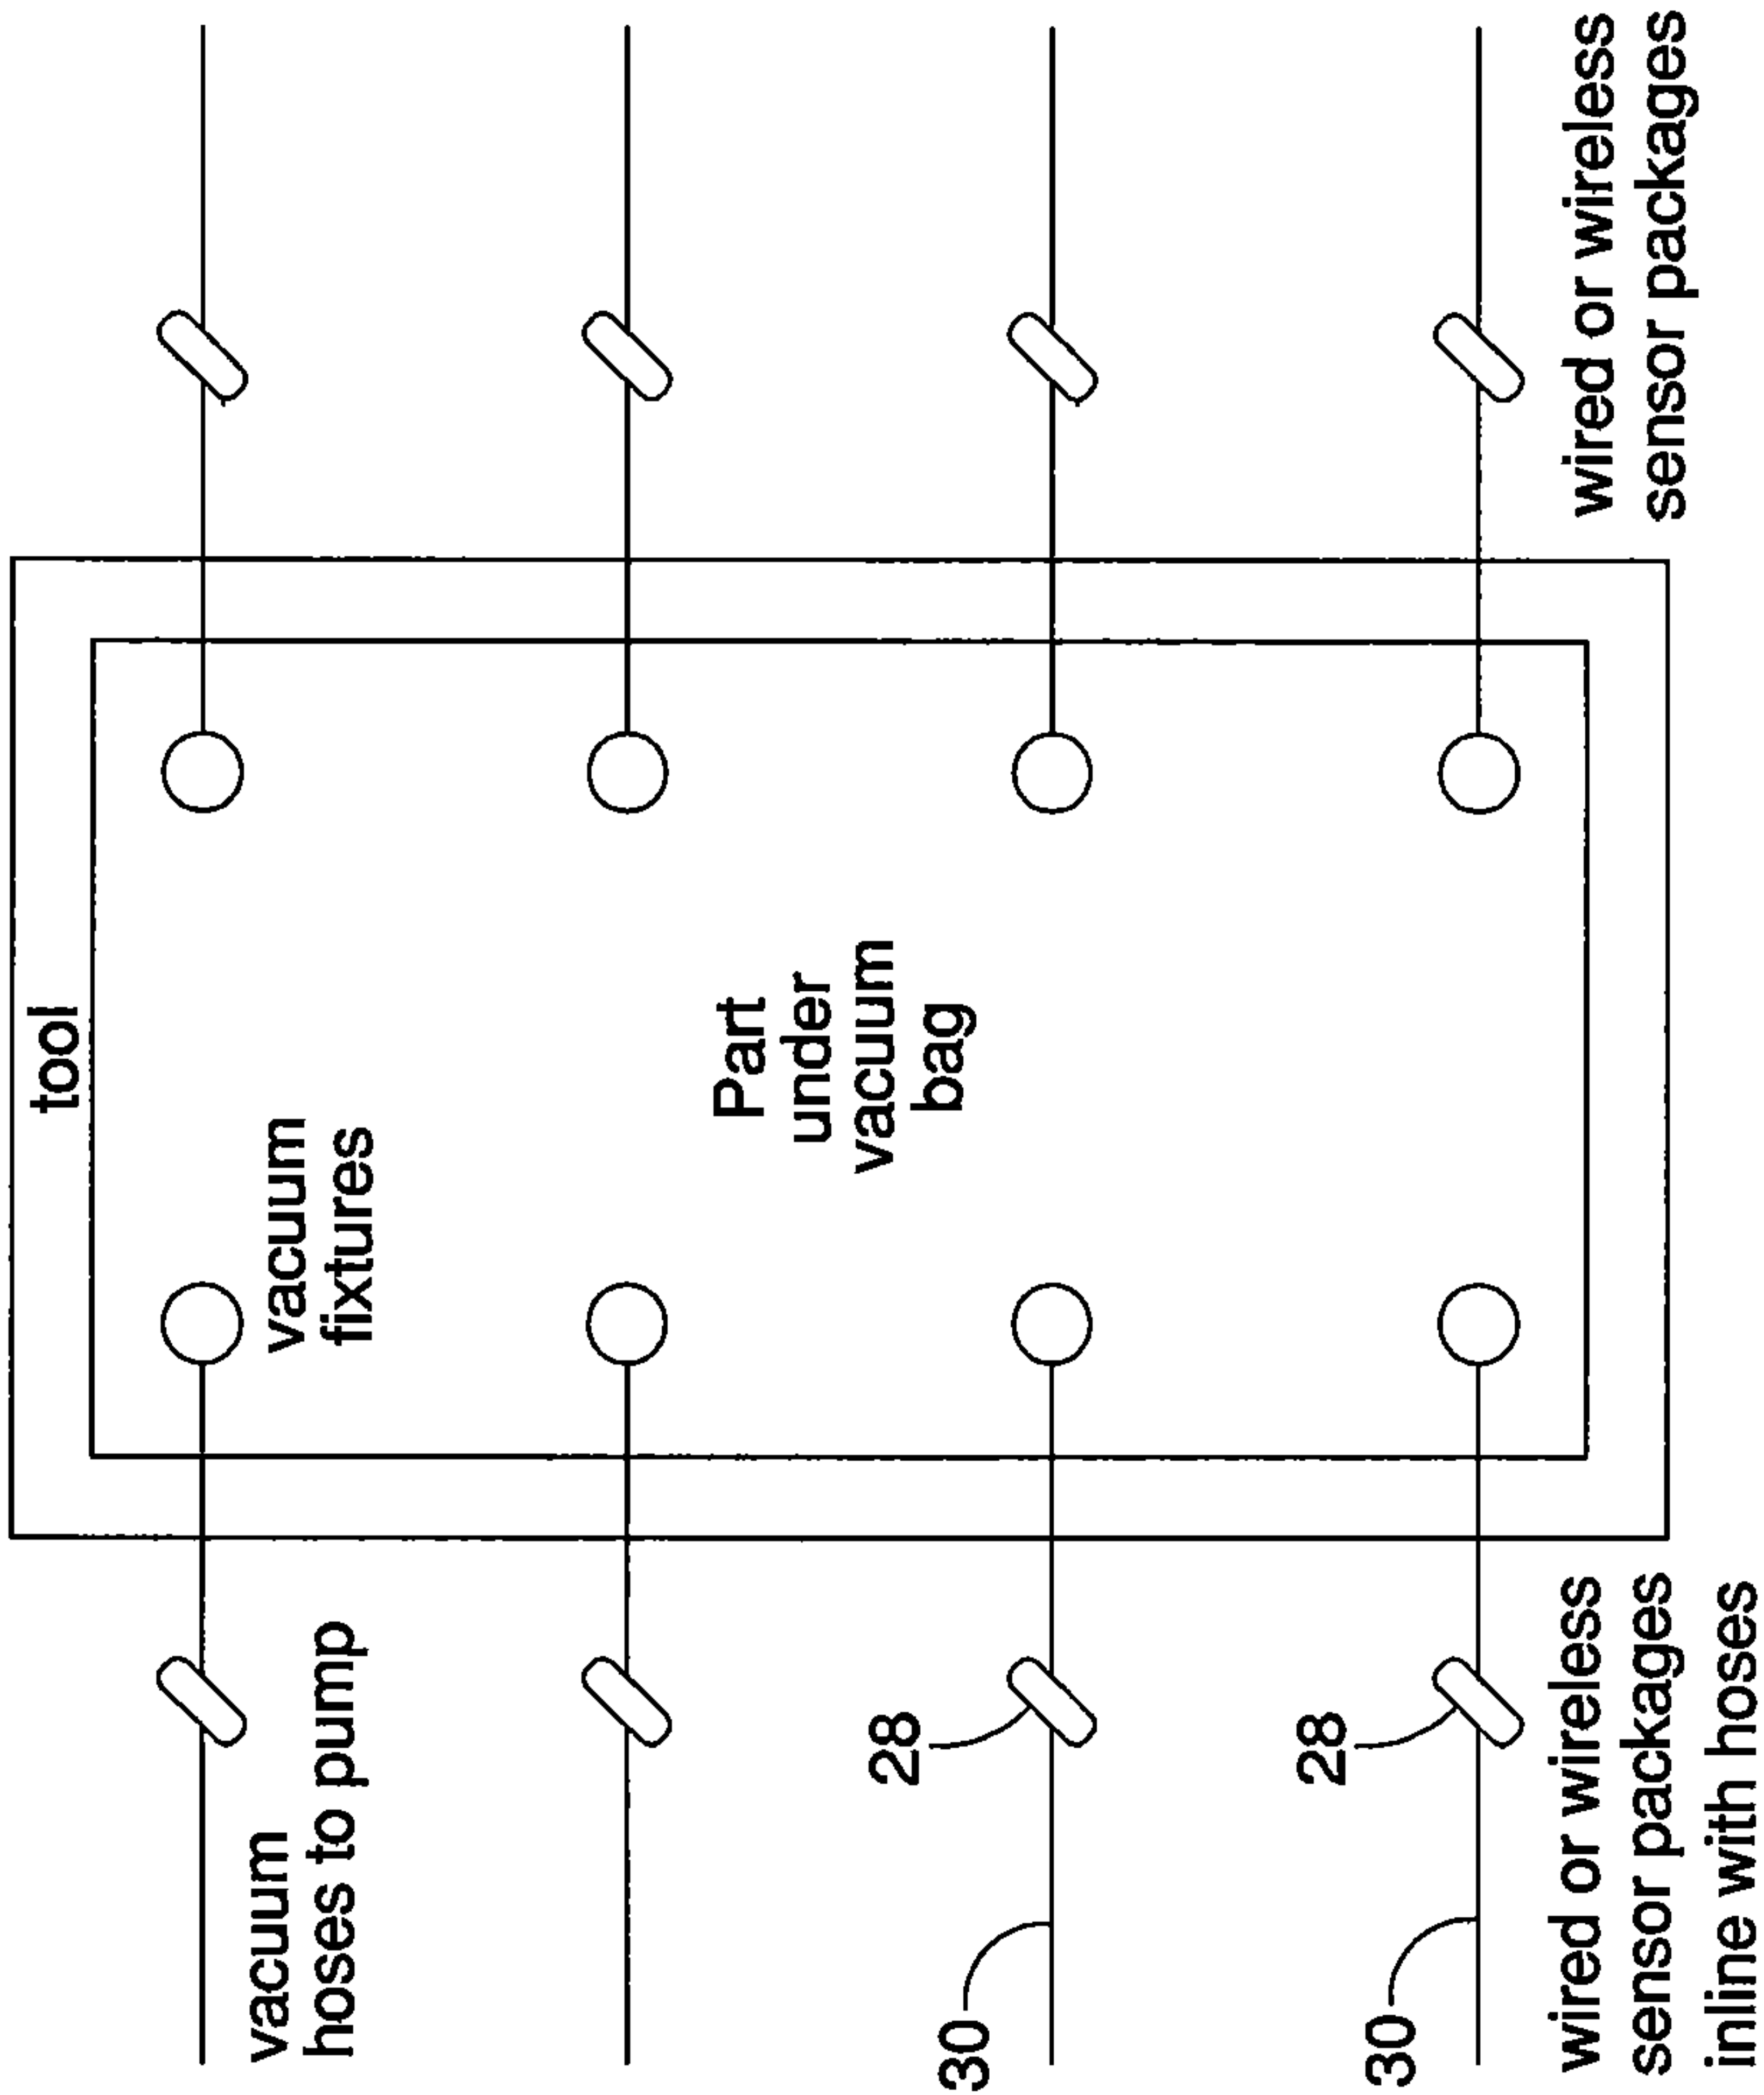 tool
vacuum
fixtures
Part
under
vacuum
bag
vacuum
hoses to pump
28
28
30
30
wired or wireless
sensor packages
inline with hoses
wired or wireless
sensor packages